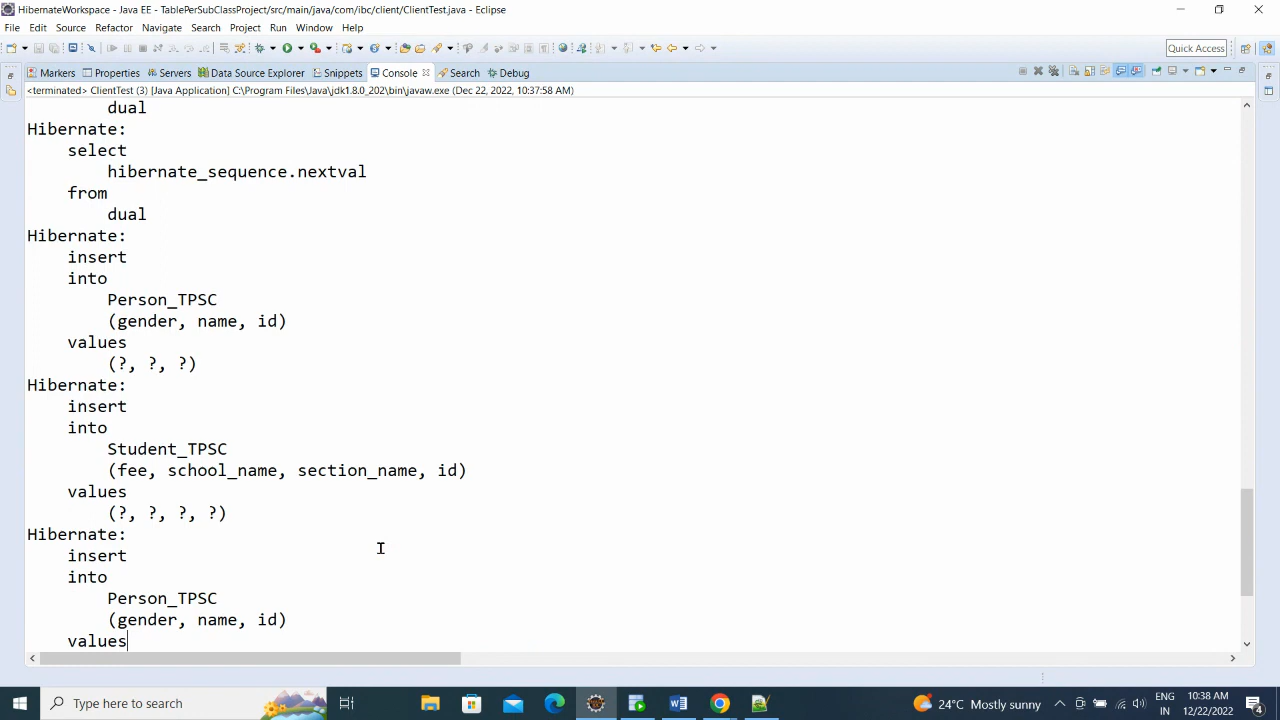 HibernateWorkspace - Java EE - TablePerSubClassProject/src/main/java/com/ibc/client/ClientTest.java - Eclipse
File Edit Source Refactor Navigate Search Project Run Window Help
Quick Access
Markers Properties Servers Data Source Explorer Snippets Console Search Debug
<terminated> ClientTest (3) [Java Application] C:\Program Files\Java\jdk1.8.0_202\bin\javaw.exe (Dec 22, 2022, 10:37:58 AM)
dual
Hibernate:
select
hibernate_sequence.nextval
from
dual
Hibernate:
insert
into
Person_TPSC
(gender, name, id)
values
(?, ?, ?)
Hibernate:
insert
into
Student_TPSC
(fee, school_name, section_name, id)
values
(?, ?, ?, ?)
Hibernate:
insert
into
Person_TPSC
(gender, name, id)
values
Type here to search
24°C Mostly sunny
ENG
IN
10:38 AM
12/22/2022
4